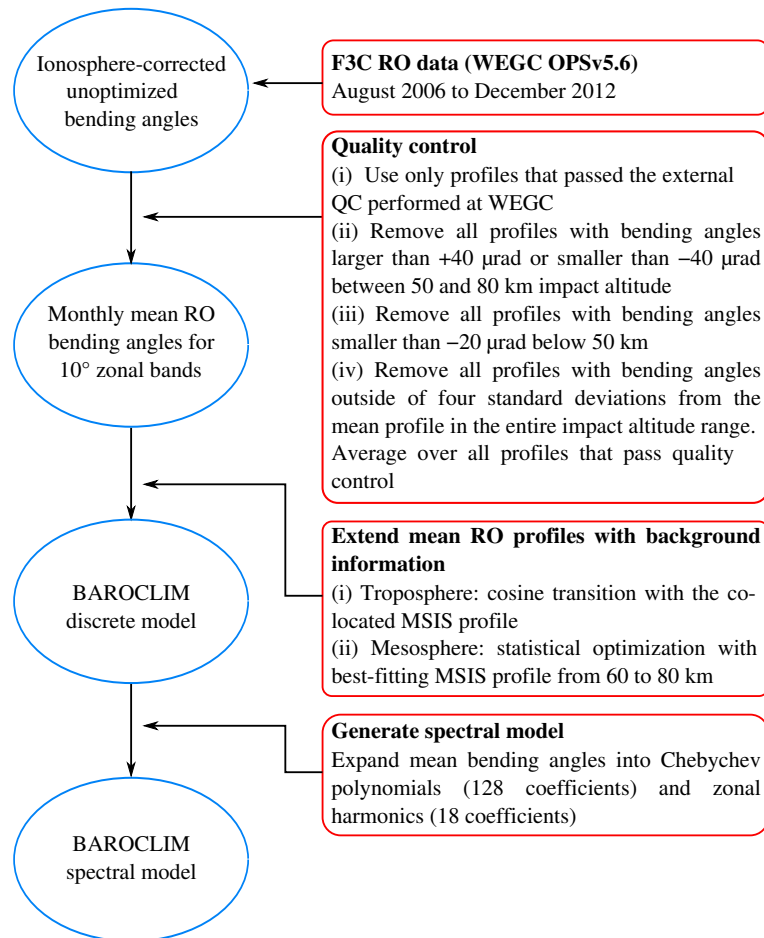 Ionosphere-corrected
unoptimized
bending angles
F3C RO data (WEGC OPSv5.6)
August 2006 to December 2012
Quality control
(i) Use only profiles that passed the external
QC performed at WEGC
(ii) Remove all profiles with bending angles
larger than +40 μrad or smaller than −40 μrad
between 50 and 80 km impact altitude
(iii) Remove all profiles with bending angles
smaller than −20 μrad below 50 km
(iv) Remove all profiles with bending angles
outside of four standard deviations from the
mean profile in the entire impact altitude range.
Average over all profiles that pass quality
control
Monthly mean RO
bending angles for
10° zonal bands
Extend mean RO profiles with background
information
(i) Troposphere: cosine transition with the co-
located MSIS profile
(ii) Mesosphere: statistical optimization with
best-fitting MSIS profile from 60 to 80 km
BAROCLIM
discrete model
Generate spectral model
Expand mean bending angles into Chebychev
polynomials (128 coefficients) and zonal
harmonics (18 coefficients)
BAROCLIM
spectral model